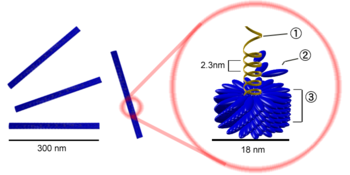 ①
2.3nm
②
③
300 nm
18 nm